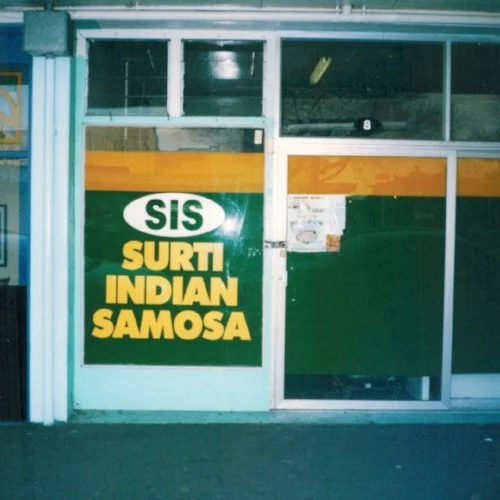 8
SIS
SURTI
INDIAN
SAMOSA